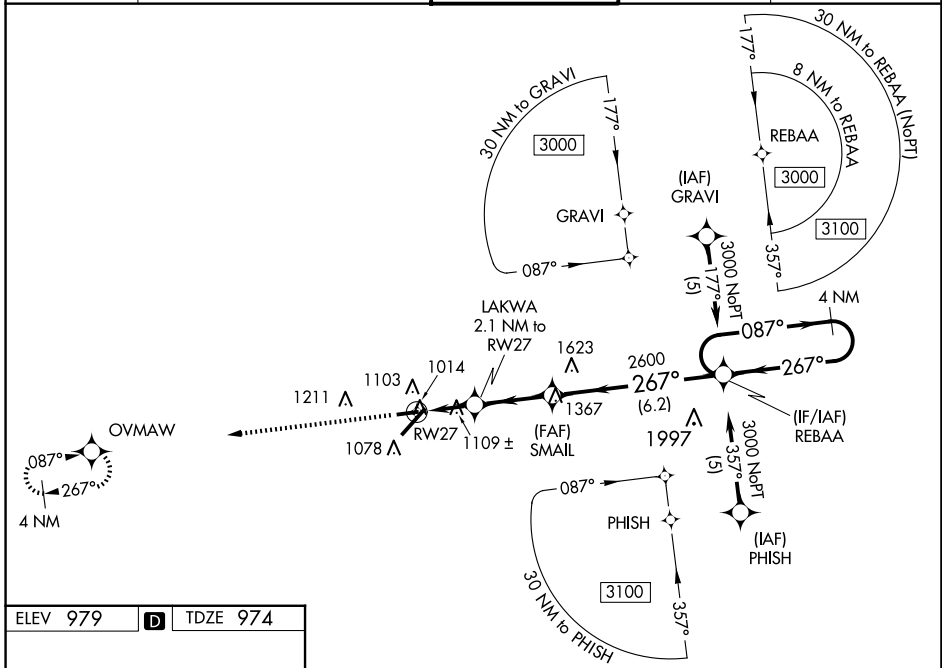 30 NM to REBAA (NoPT)
177°
8 NM to REBAA
REBAA
3000
3100
357°
30 NM to GRAVI
177°
3000
GRAVI
087°
(IAF)
GRAVI
3000 NoPT
177°
(5)
4 NM
087°
267°
LAKWA
2.1 NM to
RW27
1623
2600
267°
(6.2)
1014
1103
1211
1367
(IF/IAF)
REBAA
OVMAW
RW27
1078
1109 ±
(FAF)
SMAIL
1997
3000 NoPT
357°
(5)
087°
267°
4 NM
087°
PHISH
(IAF)
PHISH
3100
357°
30 NM to PHISH
ELEV 979 D TDZE 974